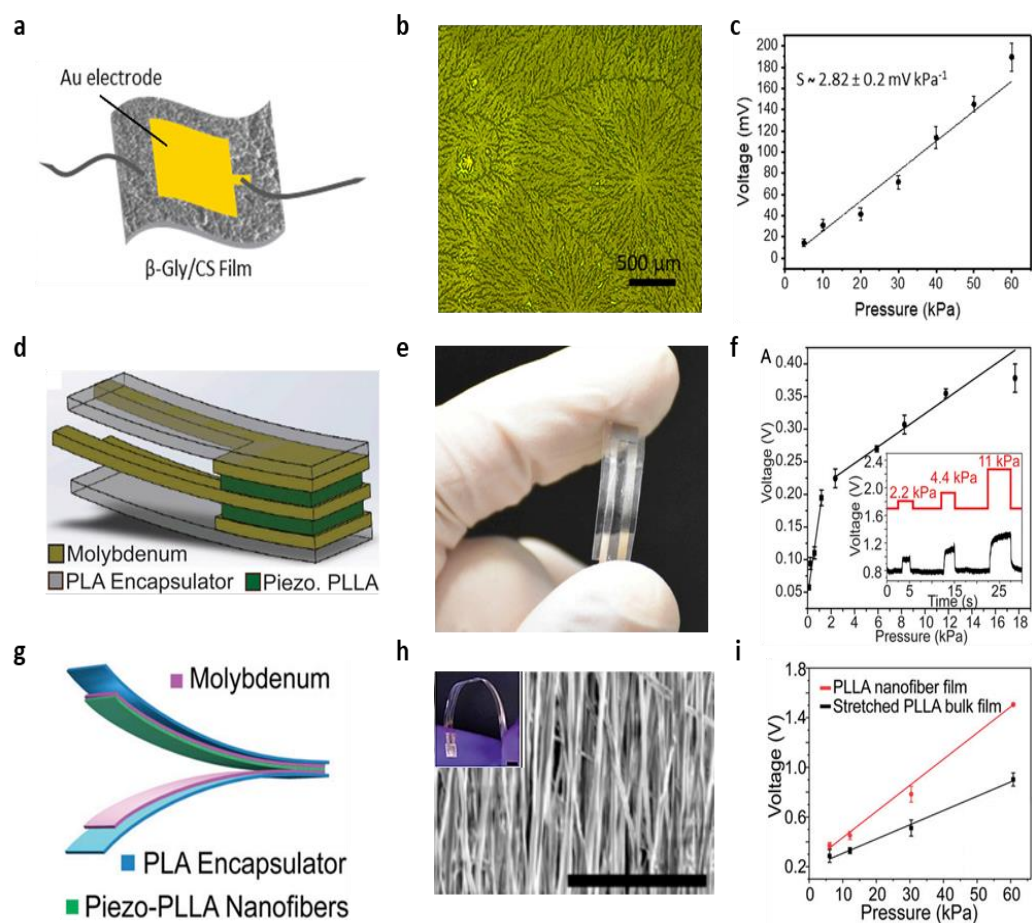 a
Au electrode
β-Gly/CS Film
b
500 μm
c
S ~ 2.82 ± 0.2 mV kPa⁻¹
Voltage (mV)
200
180
160
140
120
100
80
60
40
20
0
0 10 20 30 40 50 60
Pressure (kPa)
d
Molybdenum
PLA Encapsulator
Piezo. PLLA
e
f
A
Voltage (V)
0.40
0.35
0.30
0.25
0.20
0.15
0.10
0.05
0 2 4 6 8 10 12 14 16 18
Pressure (kPa)
2.2 kPa
4.4 kPa
11 kPa
Voltage (V)
2.4
2.0
1.6
1.2
0.8
0 5 15 25
Time (s)
g
Molybdenum
PLA Encapsulator
Piezo-PLLA Nanofibers
h
i
PLLA nanofiber film
Stretched PLLA bulk film
Voltage (V)
1.8
1.4
1.0
0.6
0.2
0 10 20 30 40 50 60
Pressure (kPa)